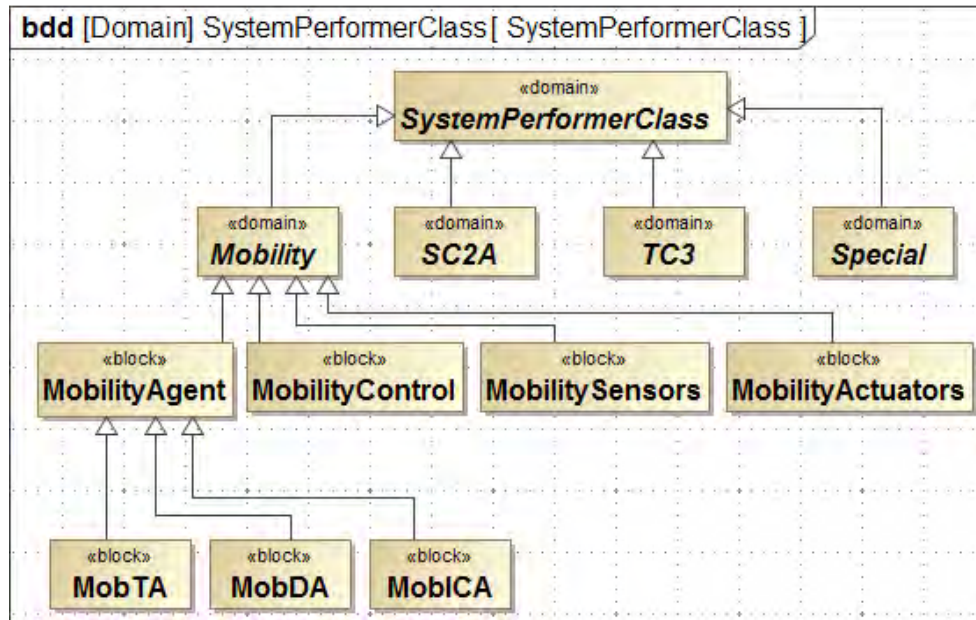 bdd [Domain] SystemPerformerClass[ SystemPerformerClass ]
«domain»
SystemPerformerClass
«domain»
Mobility
«domain»
SC2A
«domain»
TC3
«domain»
Special
«block»
MobilityAgent
«block»
MobilityControl
«block»
MobilitySensors
«block»
MobilityActuators
«block»
MobTA
«block»
MobDA
«block»
MobICA